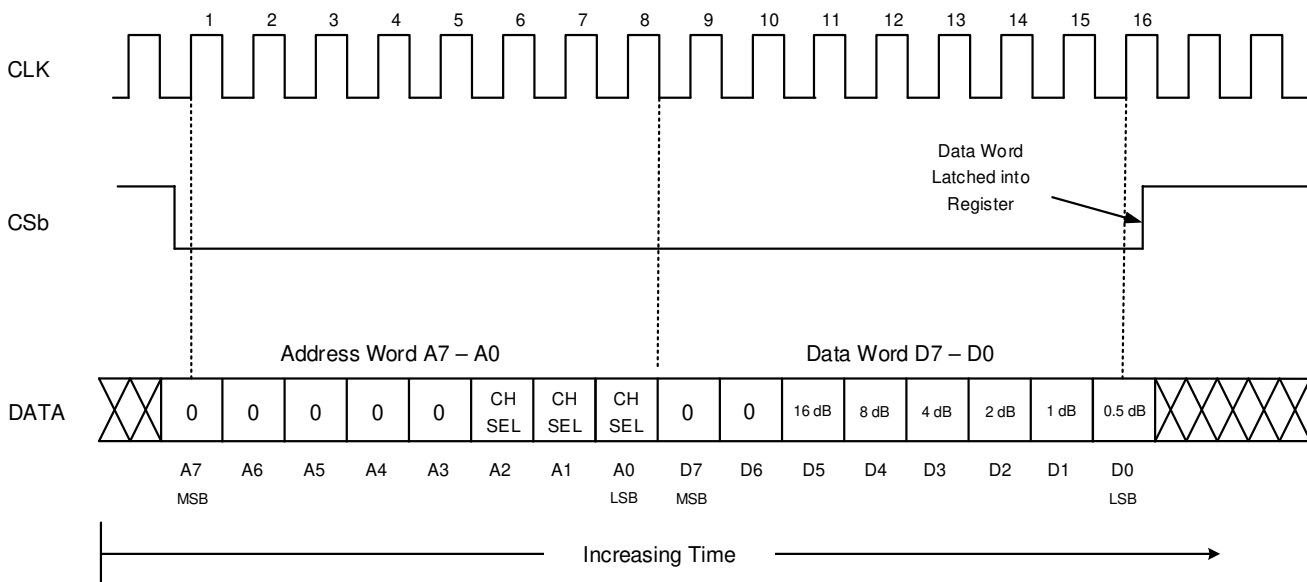 1 2 3 4 5 6 7 8 9 10 11 12 13 14 15 16
CLK
Data Word
Latched into
Register
CSb
Address Word A7 – A0 Data Word D7 – D0
DATA 0 0 0 0 0 CH SEL CH SEL CH SEL 0 0 16 dB 8 dB 4 dB 2 dB 1 dB 0.5 dB
A7 A6 A5 A4 A3 A2 A1 A0 D7 D6 D5 D4 D3 D2 D1 D0
MSB LSB MSB LSB
Increasing Time